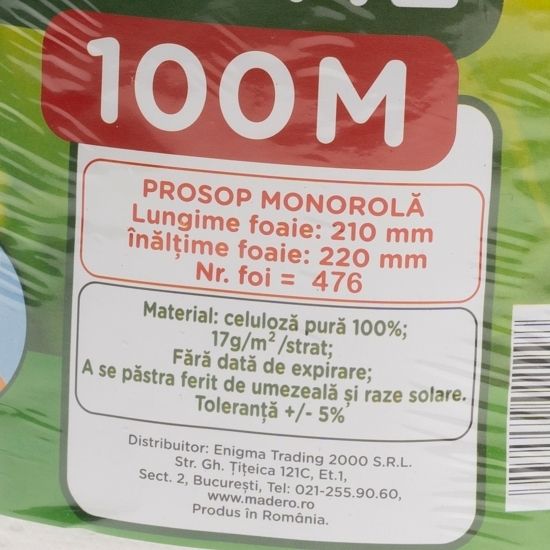 100M
PROSOP MONOROLĂ
Lungime foaie: 210 mm
înălțime foaie: 220 mm
Nr. foi = 476
Material: celuloză pură 100%;
17g/m²/strat;
Fără dată de expirare;
A se păstra ferit de umezeală și raze solare.
Toleranță +/- 5%
Distribuitor: Enigma Trading 2000 S.R.L.
Str. Gh. Țițeica 121C, Et.1,
Sect. 2, București, Tel: 021-255.90.60,
www.madero.ro
Produs în România.